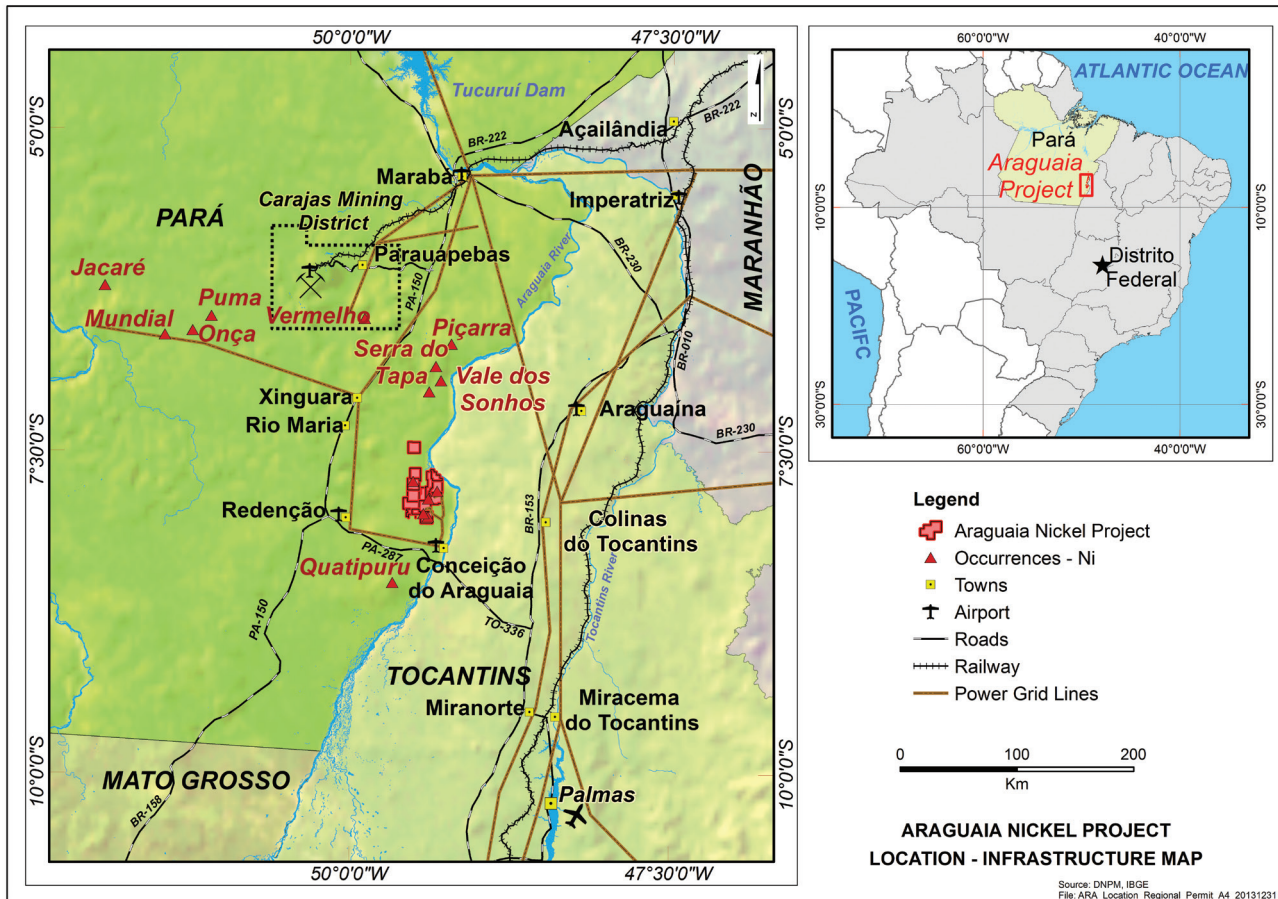 50°0'0"W
47°30'0"W
Tucuruí Dam
BR-222
Açailândia
BR-222
5°0'0"S
5°0'0"S
z
Marabá
Imperatriz
Carajas Mining
District
PARÁ
MARANHÃO
Parauapebas
Araguaia River
BR-230
PA-150
Jacaré
Puma
Mundial
Onça
Vermelho
Piçarra
Serra do
Tapa
Vale dos
Sonhos
BR-010
Xinguara
Rio Maria
Araguaína
BR-230
7°30'0"S
7°30'0"S
Redenção
BR-153
Colinas
do Tocantins
PA-287
Conceição
do Araguaia
Quatipuru
Tocantins River
PA-150
TO-336
TOCANTINS
Miranorte
Miracema
do Tocantins
MATO GROSSO
10°0'0"S
10°0'0"S
Palmas
BR-158
50°0'0"W
47°30'0"W
60°0'0"W
40°0'0"W
ATLANTIC OCEAN
Pará
Araguaia
Project
10°0'0"S
10°0'0"S
Distrito
Federal
PACIFC
30°0'0"S
30°0'0"S
60°0'0"W
40°0'0"W
Legend
Araguaia Nickel Project
Occurrences - Ni
Towns
Airport
Roads
Railway
Power Grid Lines
0 100 200
Km
ARAGUAIA NICKEL PROJECT
LOCATION - INFRASTRUCTURE MAP
Source: DNPM, IBGE
File: ARA_Location_Regional_Permit_A4_20131231